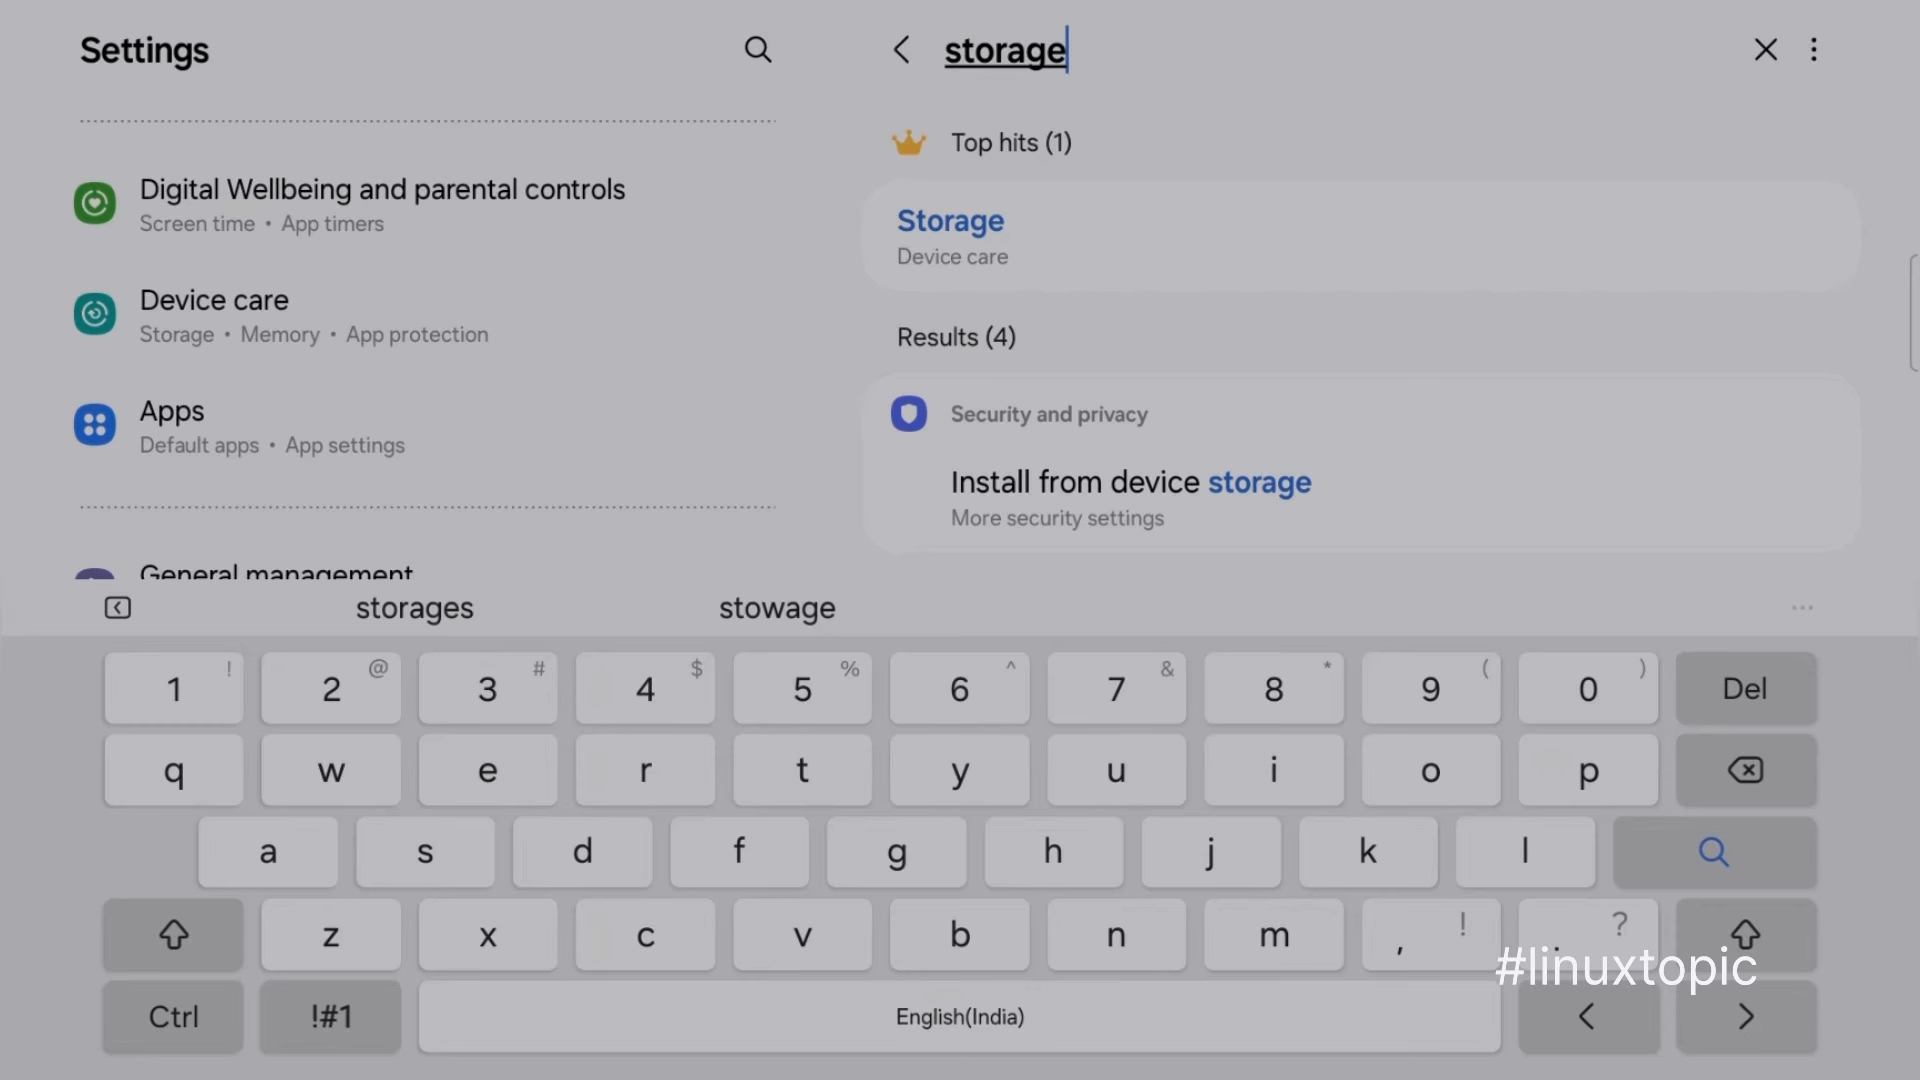 Settings
storage
Digital Wellbeing and parental controls
Screen time • App timers
Device care
Storage • Memory • App protection
Apps
Default apps • App settings
General management
Top hits (1)
Storage
Device care
Results (4)
Security and privacy
Install from device storage
More security settings
storages stowage ...
1 ! 2 @ 3 # 4 $ 5 % 6 ^ 7 & 8 * 9 ( 0 ) Del
q w e r t y u i o p
a s d f g h j k l
z x c v b n m , ! . ?
#linuxtopic
Ctrl !#1 English(India) < >